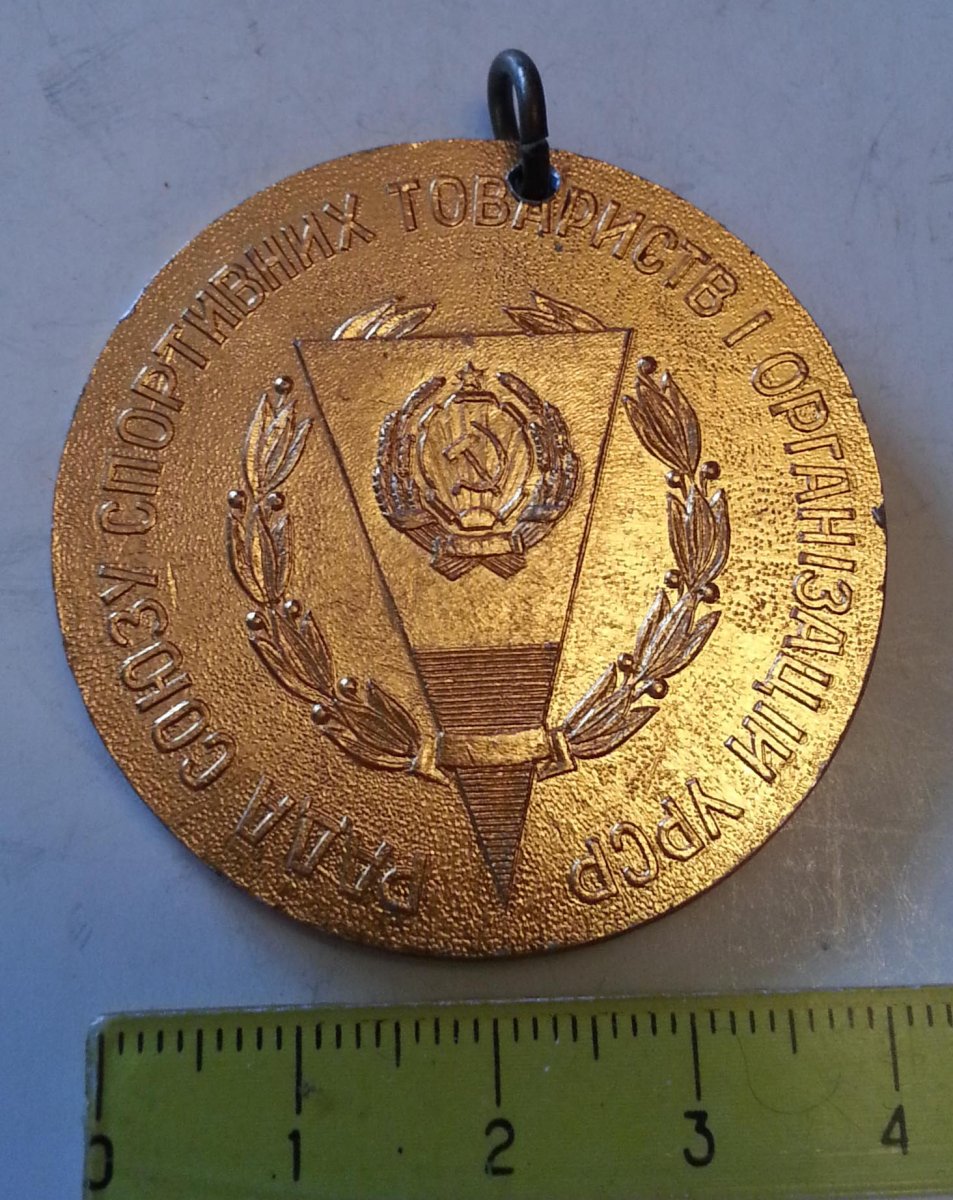 РАДА СОЮЗУ СПОРТИВНИХ ТОВАРИСТВ І ОРГАНІЗАЦІЙ УРСР
0 1 2 3 4